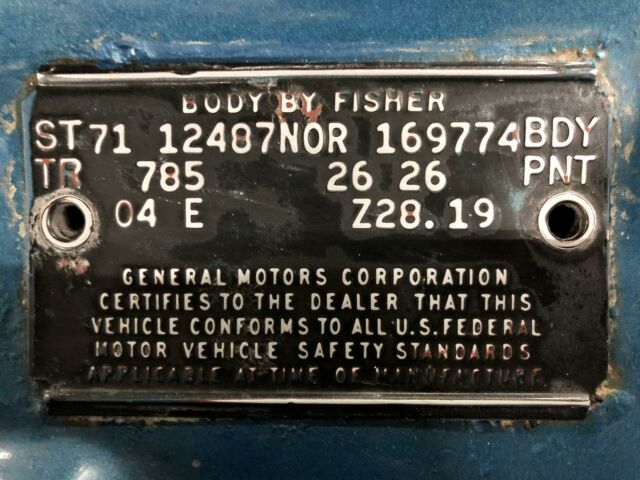 BODY BY FISHER
ST 71 12487 NOR 169774 BDY
TR 785 26 26 PNT
04 E Z28.19
GENERAL MOTORS CORPORATION
CERTIFIES TO THE DEALER THAT THIS
VEHICLE CONFORMS TO ALL U.S. FEDERAL
MOTOR VEHICLE SAFETY STANDARDS
APPLICABLE AT TIME OF MANUFACTURE